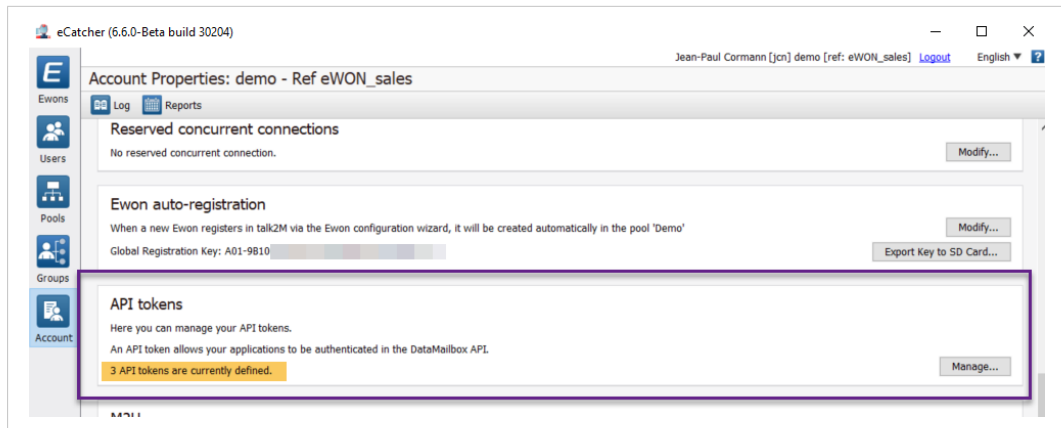 eCatcher (6.6.0-Beta build 30204)
Jean-Paul Cormann [jcn] demo [ref: eWON_sales] Logout English ?
Account Properties: demo - Ref eWON_sales
Ewons
Log Reports
Reserved concurrent connections
No reserved concurrent connection.
Modify...
Users
Ewon auto-registration
When a new Ewon registers in talk2M via the Ewon configuration wizard, it will be created automatically in the pool 'Demo'
Modify...
Pools
Global Registration Key: A01-9B10
Export Key to SD Card...
Groups
API tokens
Here you can manage your API tokens.
Account
An API token allows your applications to be authenticated in the DataMailbox API.
3 API tokens are currently defined.
Manage...